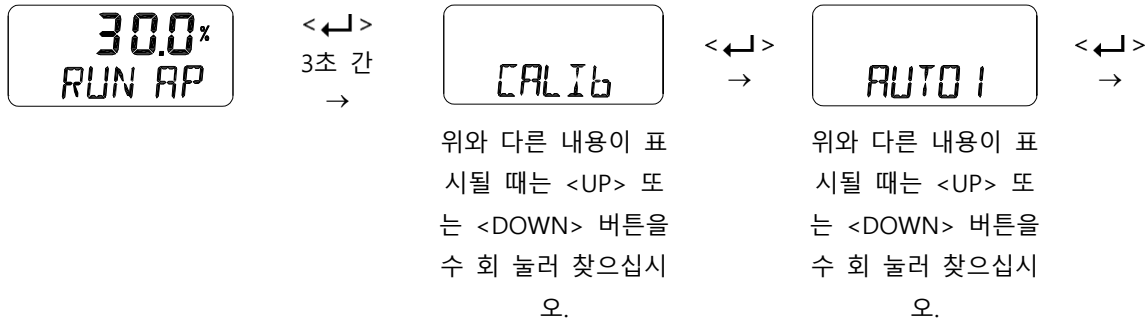 30.0%
RUN AP
<↵>
3초 간
→
CALIb
<↵>
→
AUTO1
<↵>
→
위와 다른 내용이 표
시될 때는 <UP> 또
는 <DOWN> 버튼을
수 회 눌러 찾으십시
오.
위와 다른 내용이 표
시될 때는 <UP> 또
는 <DOWN> 버튼을
수 회 눌러 찾으십시
오.